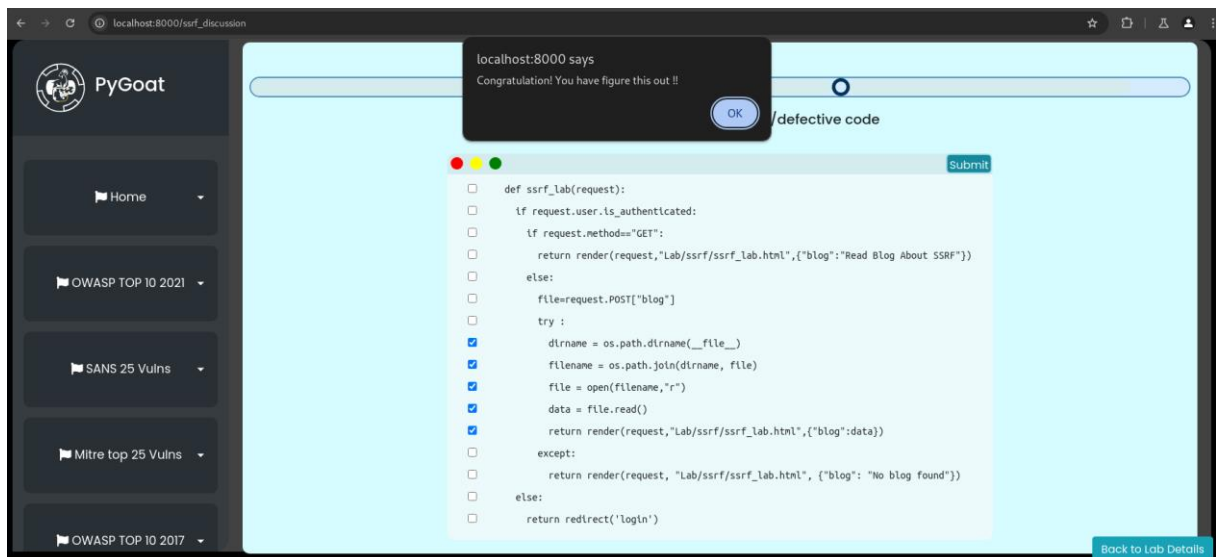 localhost:8000/ssrf_discussion
localhost:8000 says
Congratulation! You have figure this out !!
OK
PyGoat
/defective code
Submit
Home
OWASP TOP 10 2021
SANS 25 Vulns
Mitre top 25 Vulns
OWASP TOP 10 2017
def ssrf_lab(request):
if request.user.is_authenticated:
if request.method=="GET":
return render(request,"Lab/ssrf/ssrf_lab.html",{"blog":"Read Blog About SSRF"})
else:
file=request.POST["blog"]
try :
dirname = os.path.dirname(__file__)
filename = os.path.join(dirname, file)
file = open(filename,"r")
data = file.read()
return render(request,"Lab/ssrf/ssrf_lab.html",{"blog":data})
except:
return render(request, "Lab/ssrf/ssrf_lab.html", {"blog": "No blog found"})
else:
return redirect('login')
Back to Lab Details